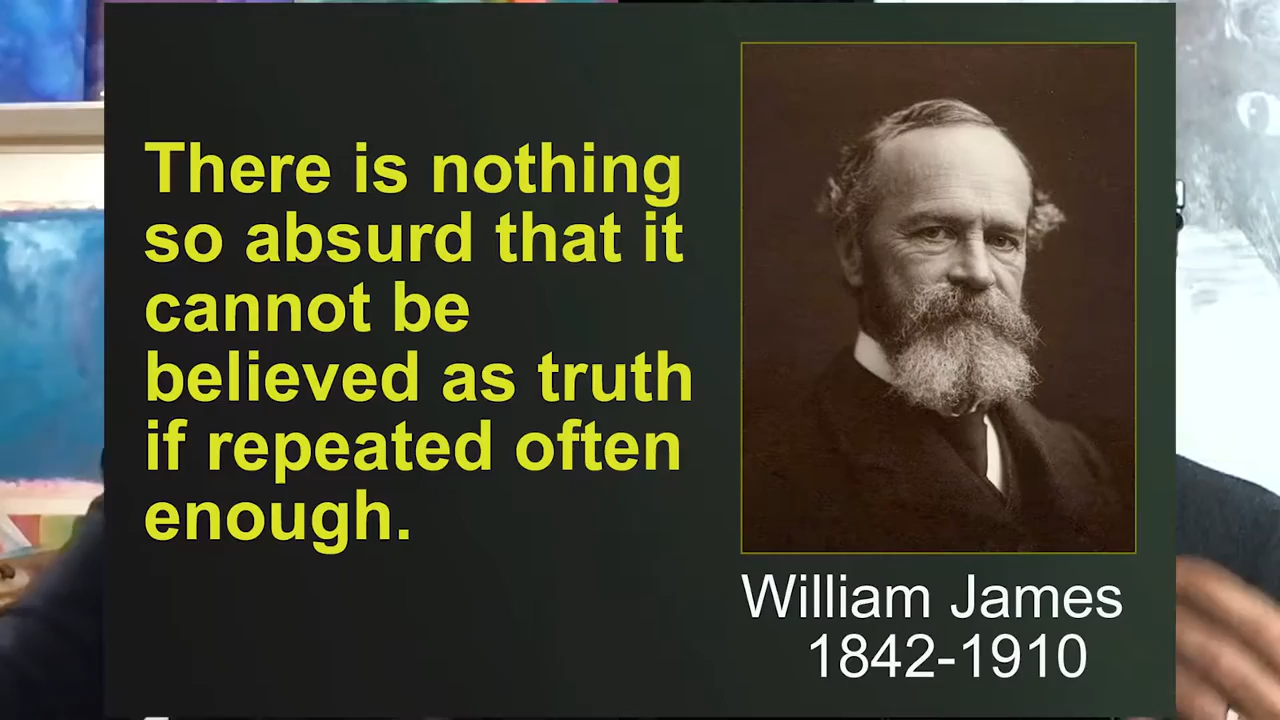 There is nothing
so absurd that it
cannot be
believed as truth
if repeated often
enough.
William James
1842-1910